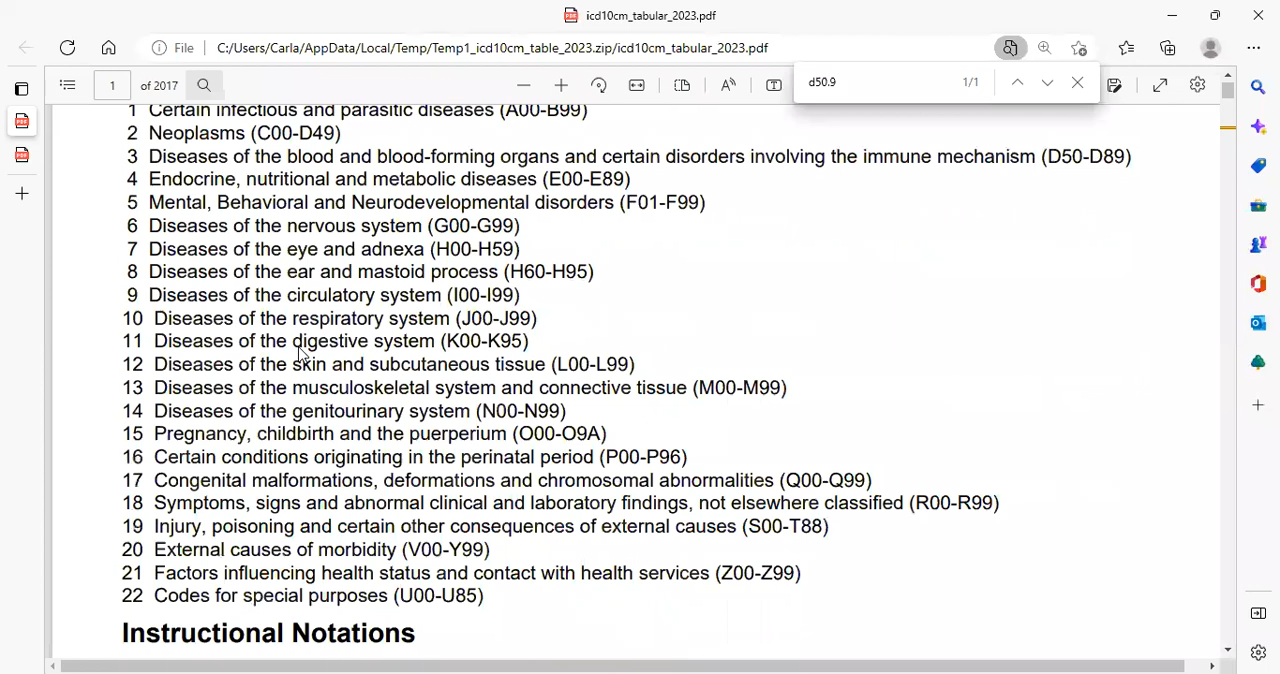 icd10cm_tabular_2023.pdf
File C:/Users/Carla/AppData/Local/Temp/Temp1_icd10cm_table_2023.zip/icd10cm_tabular_2023.pdf
1 of 2017
d50.9 1/1
1 Certain infectious and parasitic diseases (A00-B99)
2 Neoplasms (C00-D49)
3 Diseases of the blood and blood-forming organs and certain disorders involving the immune mechanism (D50-D89)
4 Endocrine, nutritional and metabolic diseases (E00-E89)
5 Mental, Behavioral and Neurodevelopmental disorders (F01-F99)
6 Diseases of the nervous system (G00-G99)
7 Diseases of the eye and adnexa (H00-H59)
8 Diseases of the ear and mastoid process (H60-H95)
9 Diseases of the circulatory system (I00-I99)
10 Diseases of the respiratory system (J00-J99)
11 Diseases of the digestive system (K00-K95)
12 Diseases of the skin and subcutaneous tissue (L00-L99)
13 Diseases of the musculoskeletal system and connective tissue (M00-M99)
14 Diseases of the genitourinary system (N00-N99)
15 Pregnancy, childbirth and the puerperium (O00-O9A)
16 Certain conditions originating in the perinatal period (P00-P96)
17 Congenital malformations, deformations and chromosomal abnormalities (Q00-Q99)
18 Symptoms, signs and abnormal clinical and laboratory findings, not elsewhere classified (R00-R99)
19 Injury, poisoning and certain other consequences of external causes (S00-T88)
20 External causes of morbidity (V00-Y99)
21 Factors influencing health status and contact with health services (Z00-Z99)
22 Codes for special purposes (U00-U85)
Instructional Notations